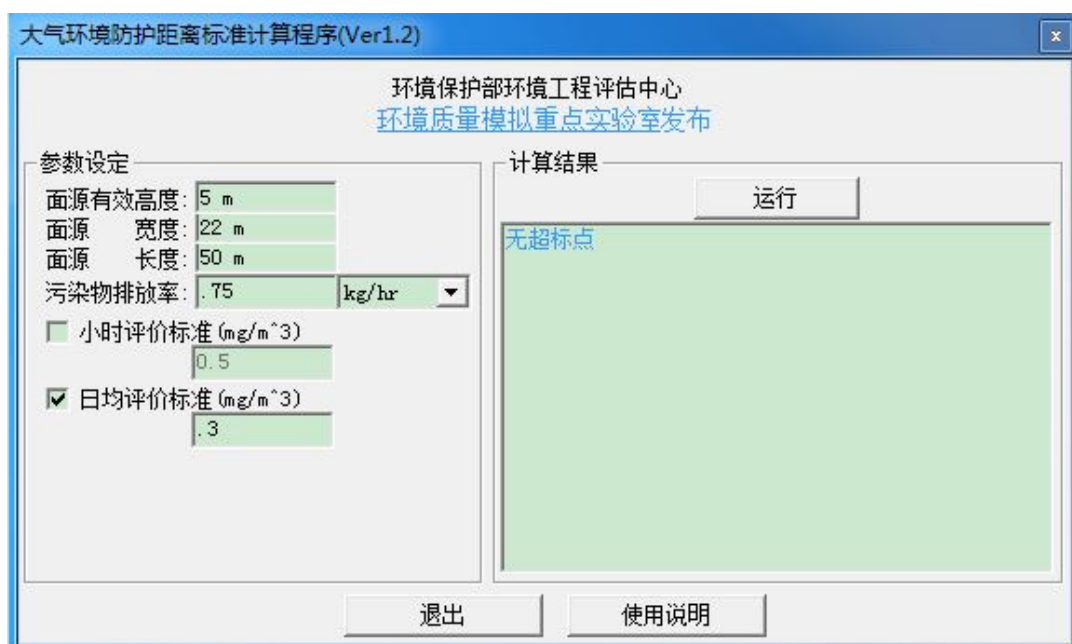 大气环境防护距离标准计算程序(Ver1.2)
x
环境保护部环境工程评估中心
环境质量模拟重点实验室发布
参数设定
面源有效高度: 5 m
面源 宽度: 22 m
面源 长度: 50 m
污染物排放率: .75 kg/hr
小时评价标准(mg/m^3)
0.5
日均评价标准(mg/m^3)
.3
计算结果
运行
无超标点
退出
使用说明